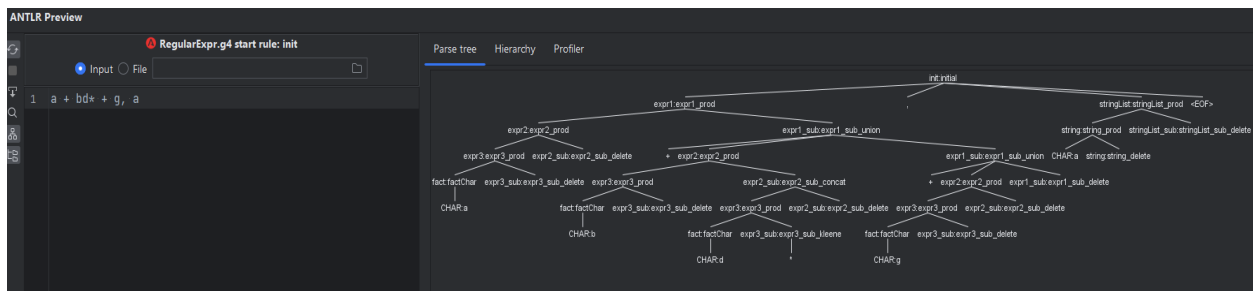 ANTLR Preview
RegularExpr.g4 start rule: init
Input File
1 a + bd* + g, a
Parse tree Hierarchy Profiler
init:initial
expr1:expr1_prod , stringList:stringList_prod <EOF>
expr2:expr2_prod expr1_sub:expr1_sub_union string:string_prod stringList_sub:stringList_sub_delete
expr3:expr3_prod expr2_sub:expr2_sub_delete + expr2:expr2_prod expr1_sub:expr1_sub_union CHAR:a string:string_delete
fact:factChar expr3_sub:expr3_sub_delete expr3:expr3_prod expr2_sub:expr2_sub_concat + expr2:expr2_prod expr1_sub:expr1_sub_delete
CHAR:a fact:factChar expr3_sub:expr3_sub_delete expr3:expr3_prod expr2_sub:expr2_sub_delete expr3:expr3_prod expr2_sub:expr2_sub_delete
CHAR:b fact:factChar expr3_sub:expr3_sub_kleene fact:factChar expr3_sub:expr3_sub_delete
CHAR:d * CHAR:g